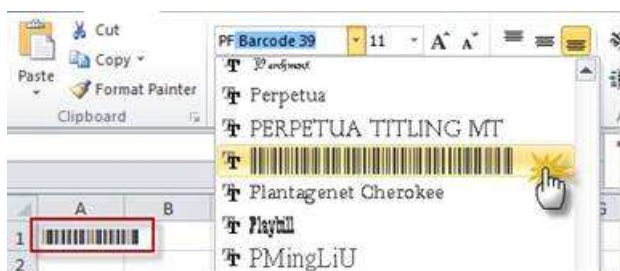 Cut
Copy
Paste
Format Painter
Clipboard
PF Barcode 39
11
A A
Perpetua
PERPETUA TITLING MT
Plantagenet Cherokee
Playbill
PMingLiU
A B
1
2